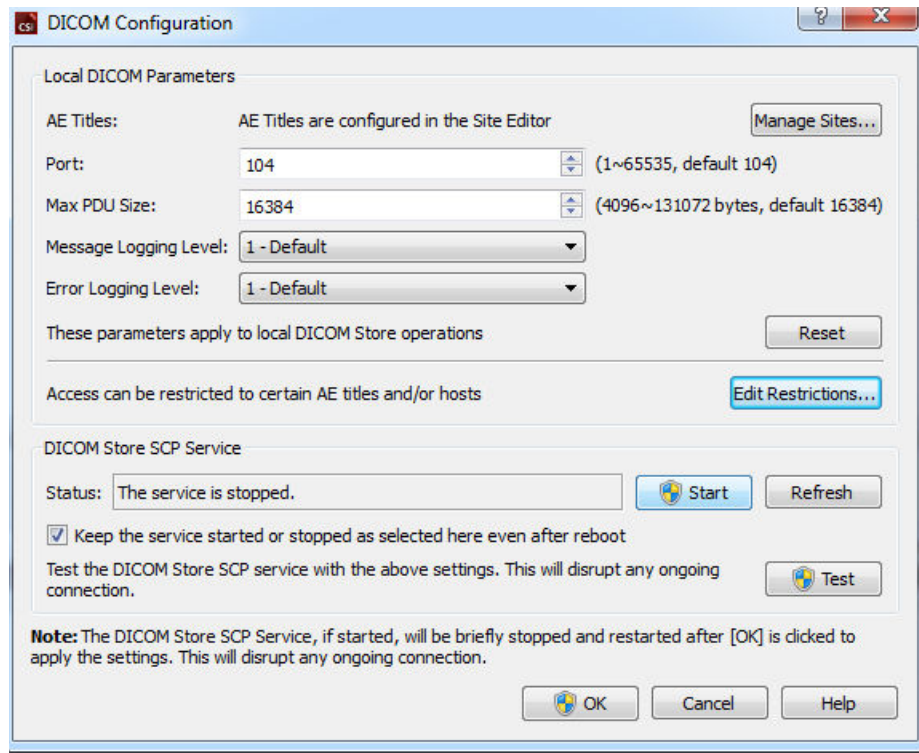 CSI DICOM Configuration
?
X
Local DICOM Parameters
AE Titles: AE Titles are configured in the Site Editor Manage Sites...
Port: 104 (1~65535, default 104)
Max PDU Size: 16384 (4096~131072 bytes, default 16384)
Message Logging Level: 1 - Default
Error Logging Level: 1 - Default
These parameters apply to local DICOM Store operations Reset
Access can be restricted to certain AE titles and/or hosts Edit Restrictions...
DICOM Store SCP Service
Status: The service is stopped. Start Refresh
Keep the service started or stopped as selected here even after reboot
Test the DICOM Store SCP service with the above settings. This will disrupt any ongoing
connection.
Test
Note: The DICOM Store SCP Service, if started, will be briefly stopped and restarted after [OK] is clicked to
apply the settings. This will disrupt any ongoing connection.
OK Cancel Help